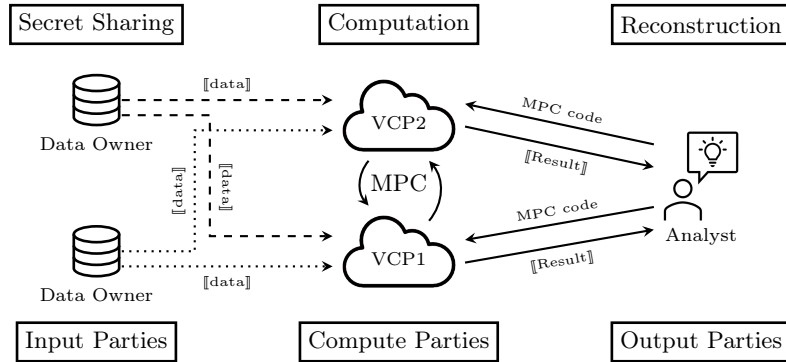 Secret Sharing
Computation
Reconstruction
⟦data⟧
MPC code
VCP2
Data Owner
⟦Result⟧
⟦data⟧
⟦data⟧
MPC
MPC code
Analyst
VCP1
⟦Result⟧
⟦data⟧
Data Owner
Input Parties
Compute Parties
Output Parties